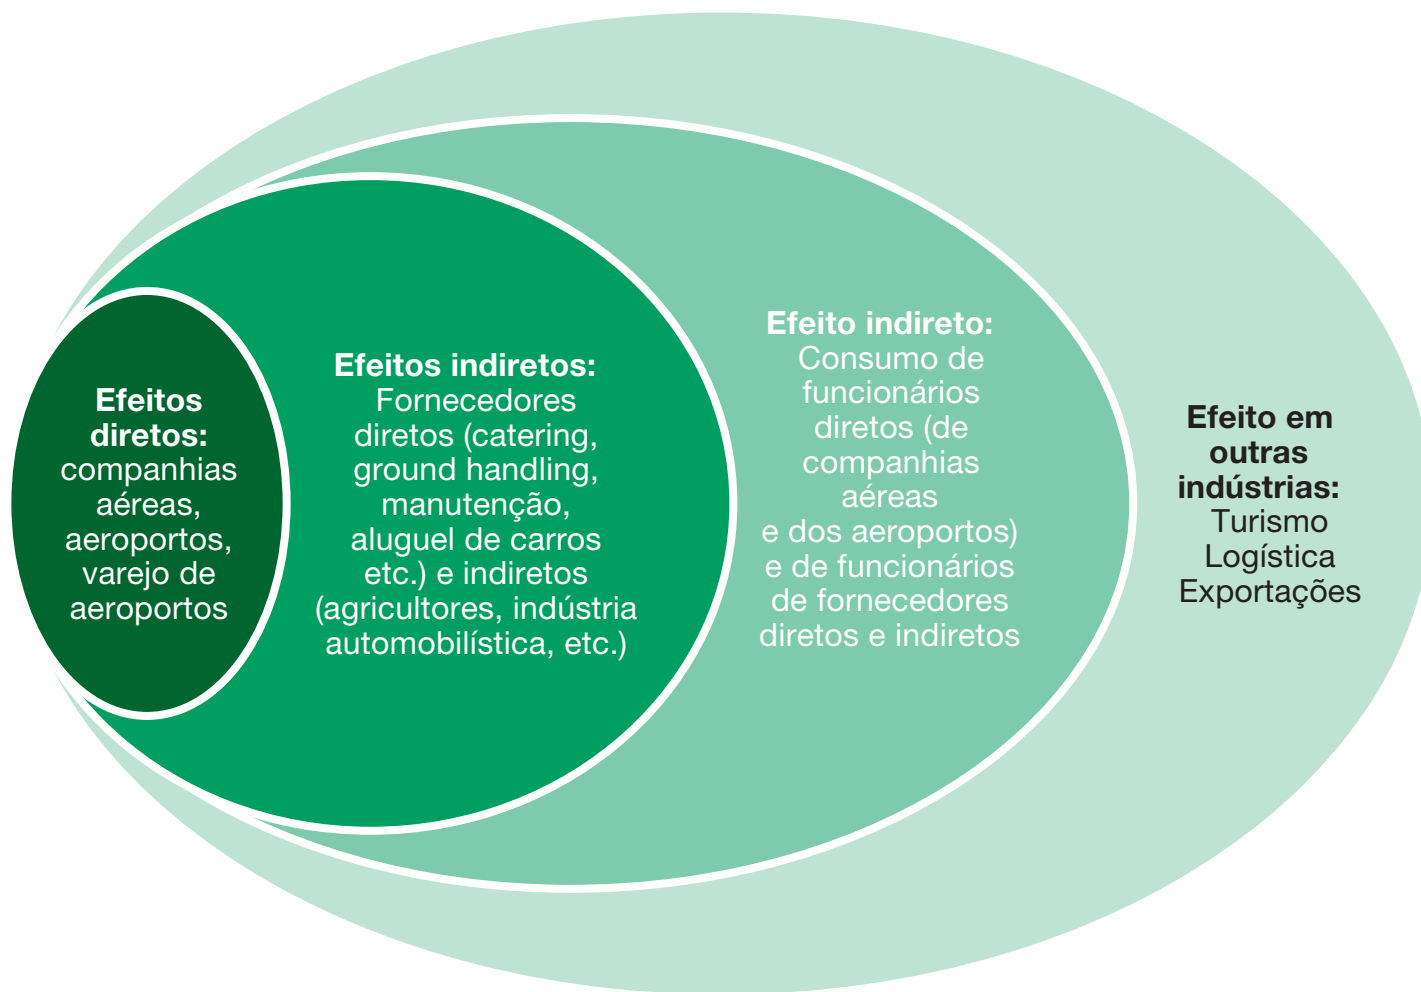 Efeitos
diretos:
companhias
aéreas,
aeroportos,
varejo de
aeroportos
Efeitos indiretos:
Fornecedores
diretos (catering,
ground handling,
manutenção,
aluguel de carros
etc.) e indiretos
(agricultores, indústria
automobilística, etc.)
Efeito indireto:
Consumo de
funcionários
diretos (de
companhias
aéreas
e dos aeroportos)
e de funcionários
de fornecedores
diretos e indiretos
Efeito em
outras
indústrias:
Turismo
Logística
Exportações